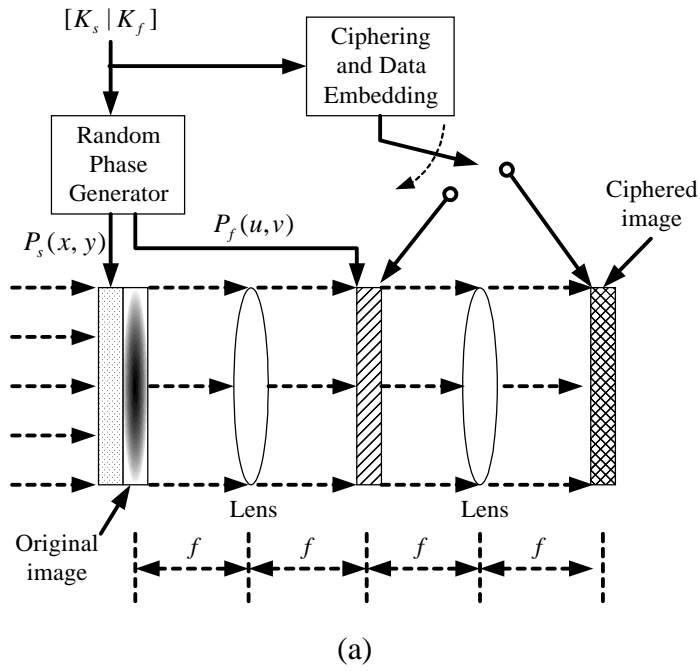 [K_s | K_f]
Ciphering
and Data
Embedding
Random
Phase
Generator
Ciphered
image
P_s(x, y)
P_f(u,v)
Lens
Lens
Original
image
f
f
f
f
(a)